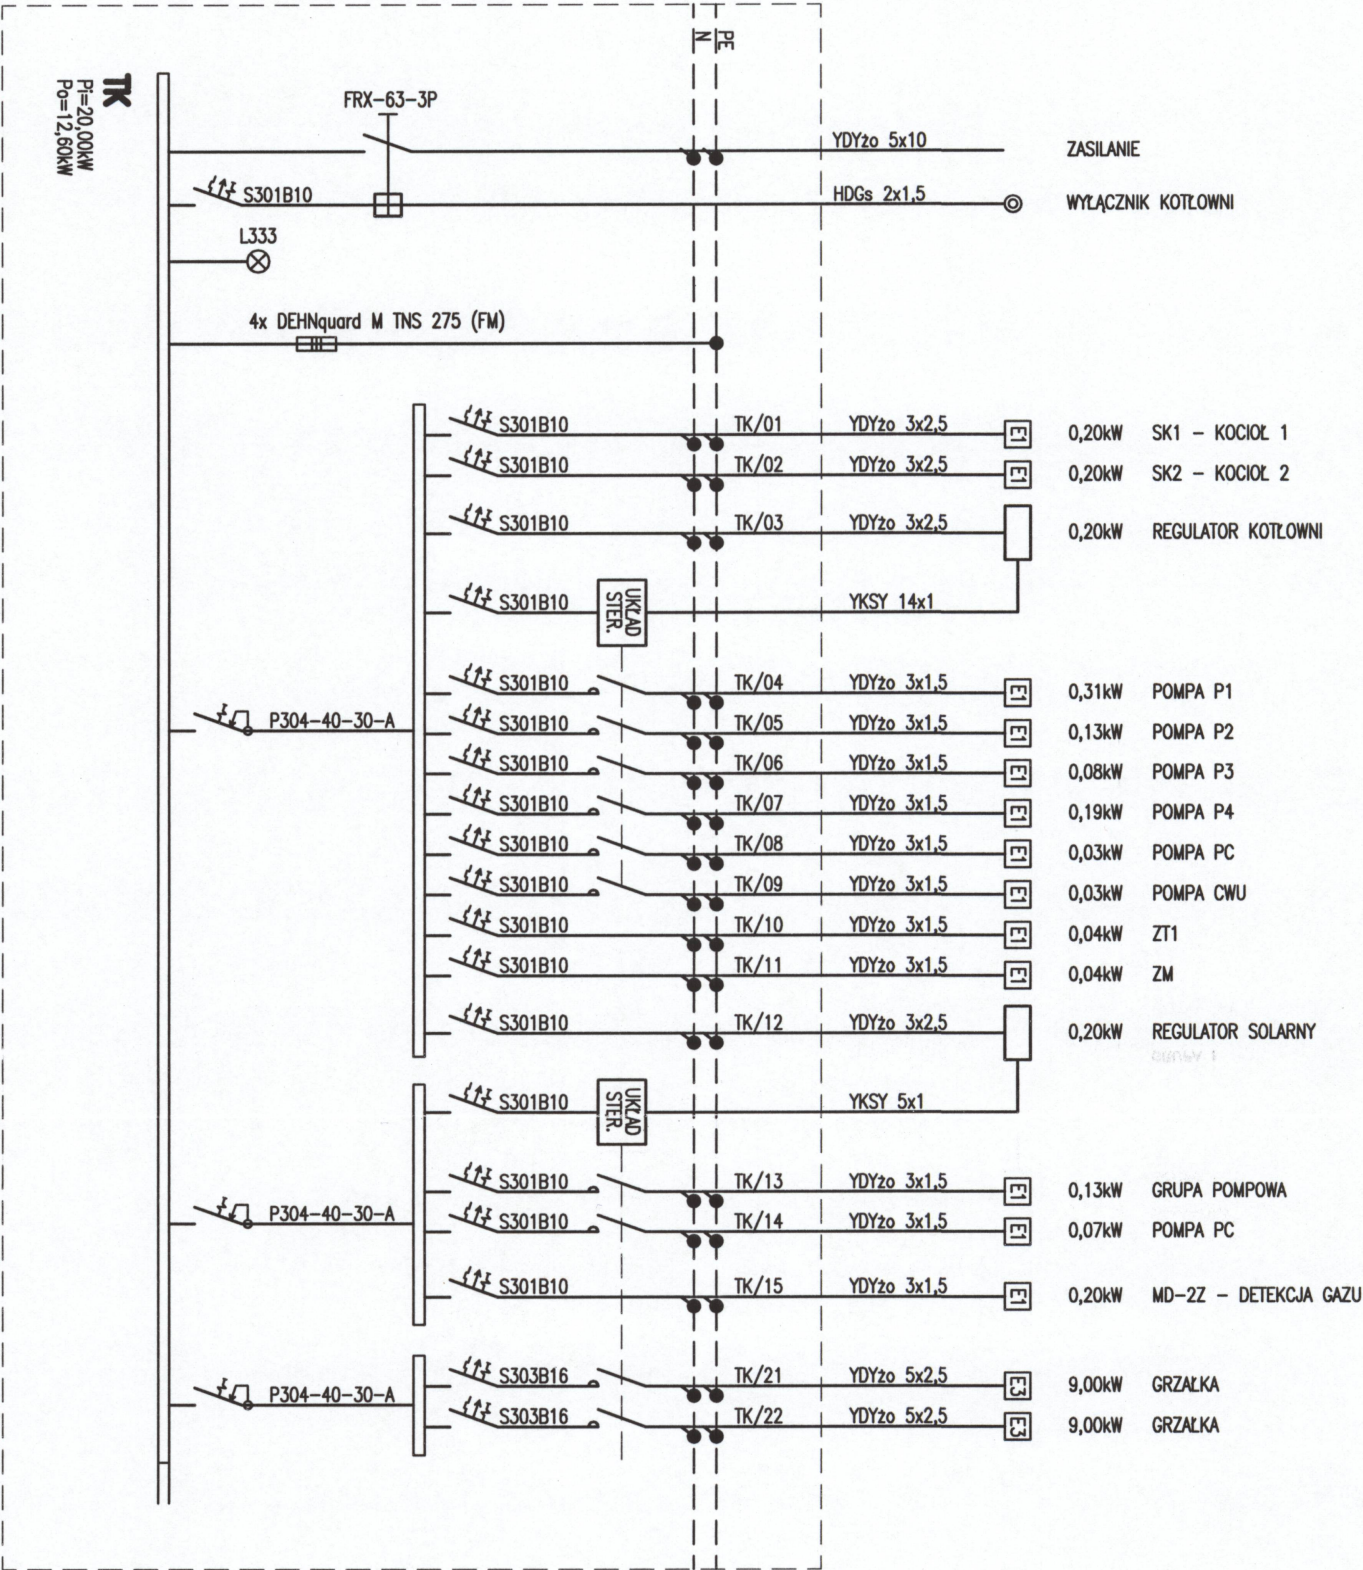 PE
N
TK
Pi=20,00kW
Po=12,60kW
FRX-63-3P
YDYżo 5x10 ZASILANIE
S301B10 HDGs 2x1,5 WYŁĄCZNIK KOTŁOWNI
L333
4x DEHNquard M TNS 275 (FM)
S301B10 TK/01 YDYżo 3x2,5 E1 0,20kW SK1 - KOCIOŁ 1
S301B10 TK/02 YDYżo 3x2,5 E1 0,20kW SK2 - KOCIOŁ 2
S301B10 TK/03 YDYżo 3x2,5 0,20kW REGULATOR KOTŁOWNI
S301B10 UKŁAD STER. YKSY 14x1
S301B10 TK/04 YDYżo 3x1,5 E1 0,31kW POMPA P1
P304-40-30-A S301B10 TK/05 YDYżo 3x1,5 E1 0,13kW POMPA P2
S301B10 TK/06 YDYżo 3x1,5 E1 0,08kW POMPA P3
S301B10 TK/07 YDYżo 3x1,5 E1 0,19kW POMPA P4
S301B10 TK/08 YDYżo 3x1,5 E1 0,03kW POMPA PC
S301B10 TK/09 YDYżo 3x1,5 E1 0,03kW POMPA CWU
S301B10 TK/10 YDYżo 3x1,5 E1 0,04kW ZT1
S301B10 TK/11 YDYżo 3x1,5 E1 0,04kW ZM
S301B10 TK/12 YDYżo 3x2,5 0,20kW REGULATOR SOLARNY
S301B10 UKŁAD STER. YKSY 5x1
S301B10 TK/13 YDYżo 3x1,5 E1 0,13kW GRUPA POMPOWA
P304-40-30-A S301B10 TK/14 YDYżo 3x1,5 E1 0,07kW POMPA PC
S301B10 TK/15 YDYżo 3x1,5 E1 0,20kW MD-2Z - DETEKCJA GAZU
S303B16 TK/21 YDYżo 5x2,5 E3 9,00kW GRZAŁKA
P304-40-30-A S303B16 TK/22 YDYżo 5x2,5 E3 9,00kW GRZAŁKA